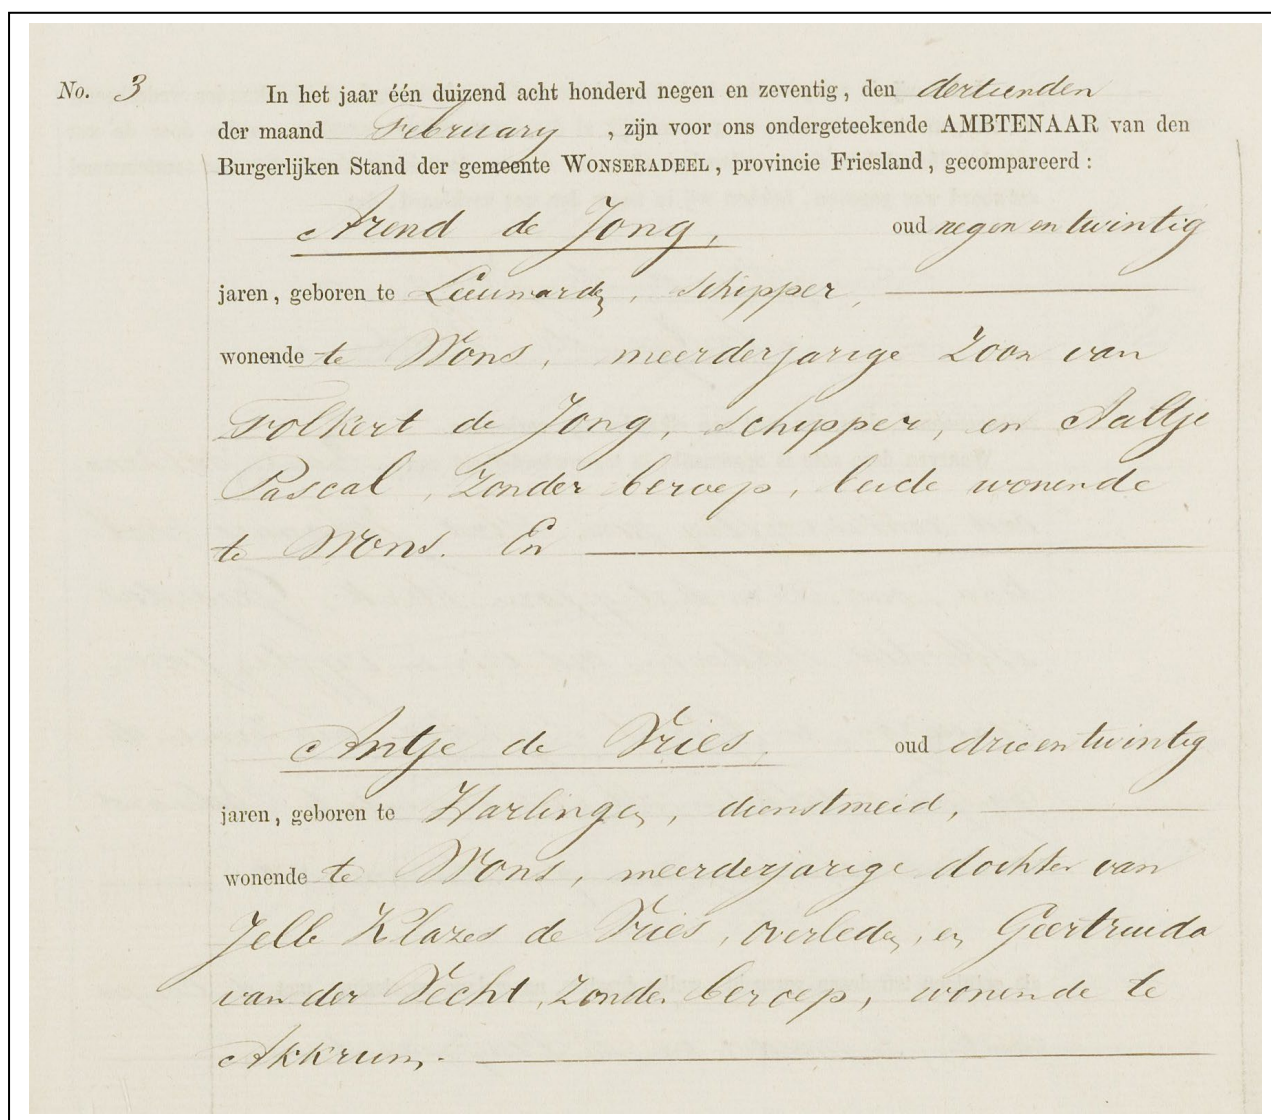 No. 3 In het jaar één duizend acht honderd negen en zeventig, den dertienden
der maand February, zijn voor ons ondergeteekende AMBTENAAR van den
Burgerlijken Stand der gemeente WONSERADEEL, provincie Friesland, gecompareerd:
Arend de Jong, oud negen en twintig
jaren, geboren te Leeuwarden, schipper,
wonende te Wons, meerderjarige zoon van
Folkert de Jong, schipper, en Aaltje
Pascal, zonder beroep, beide wonende
te Wons. En
Antje de Vries, oud drie en twintig
jaren, geboren te Harlingen, dienstmeid,
wonende te Wons, meerderjarige dochter van
Jelle Klazes de Vries, overleden, en Geertruida
van der Vecht, zonder beroep, wonende te
Akkrum.